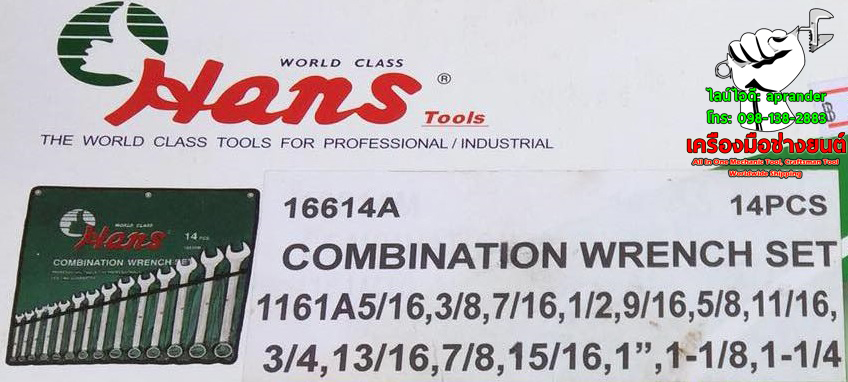 WORLD CLASS
Hans ®
Tools
THE WORLD CLASS TOOLS FOR PROFESSIONAL/INDUSTRIAL
ไลน์ไอดี: aprander
โทร: 098-138-2883
B
เครื่องมือช่างยนต์
All in One Mechanic Tool, Craftsman Tool
Worldwide Shipping
WORLD CLASS
Hans
14 PCS
COMBINATION WRENCH SET
16614A 14PCS
COMBINATION WRENCH SET
1161A5/16,3/8,7/16,1/2,9/16,5/8,11/16,
3/4,13/16,7/8,15/16,1”,1-1/8,1-1/4